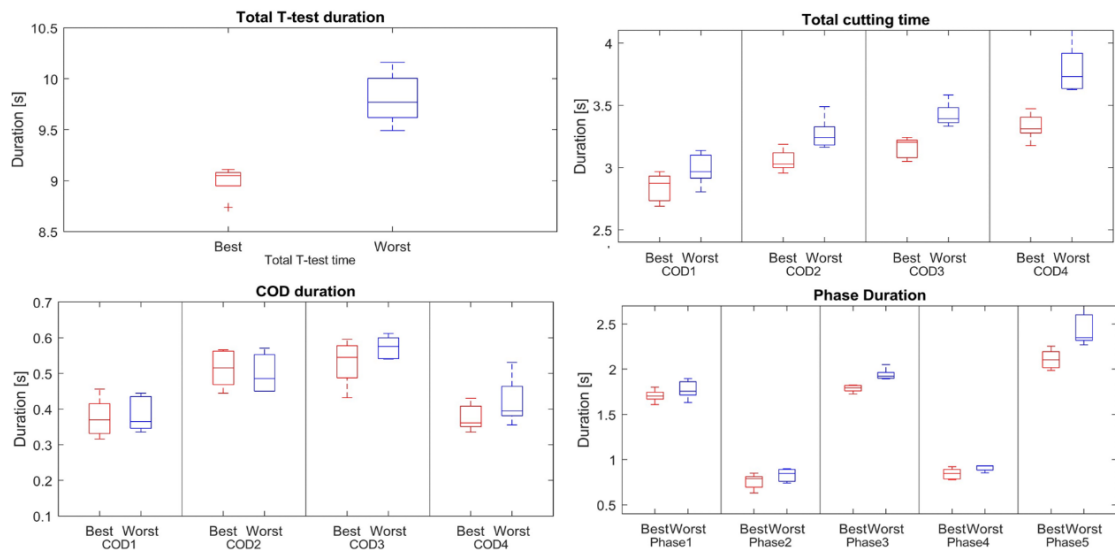 Total T-test duration
10.5
10
9.5
9
8.5
Duration [s]
Best Worst
Total T-test time
Total cutting time
4
3.5
3
2.5
Duration [s]
Best Worst Best Worst Best Worst Best Worst
COD1 COD2 COD3 COD4
COD duration
0.7
0.6
0.5
0.4
0.3
0.2
0.1
Duration [s]
Best Worst Best Worst Best Worst Best Worst
COD1 COD2 COD3 COD4
Phase Duration
2.5
2
1.5
1
0.5
Duration [s]
BestWorst BestWorst BestWorst BestWorst BestWorst
Phase1 Phase2 Phase3 Phase4 Phase5